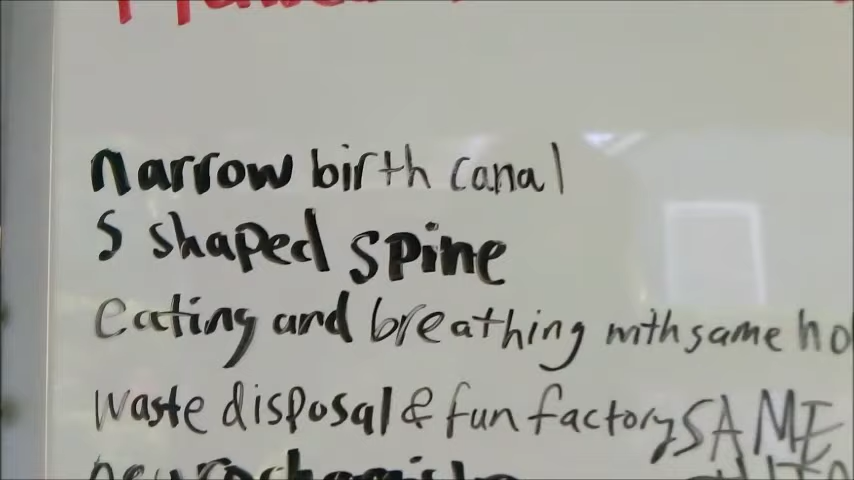 narrow birth canal
S shaped spine
eating and breathing with same ho
waste disposal & fun factory SAME